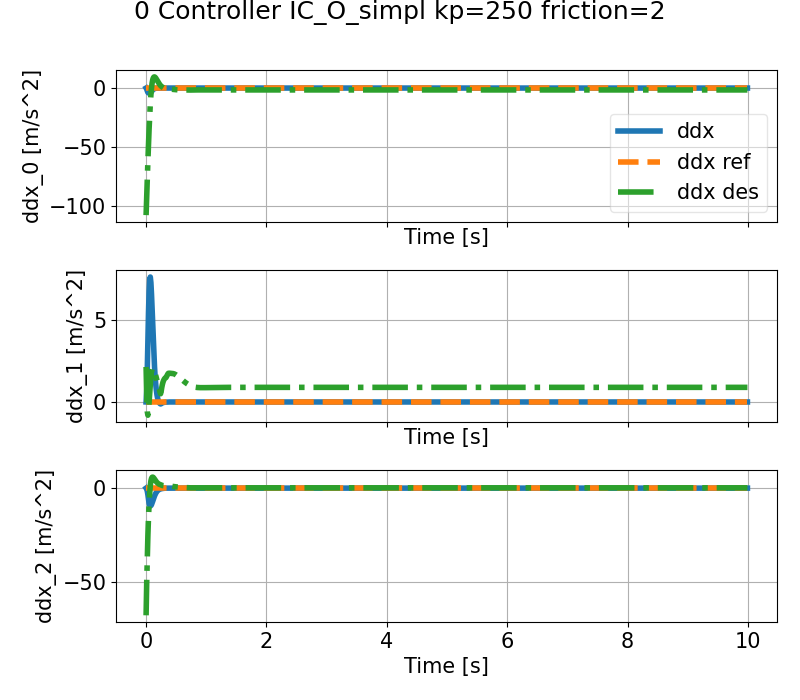 0 Controller IC_O_simpl kp=250 friction=2
0
−50
−100
ddx_0 [m/s^2]
ddx
ddx ref
ddx des
Time [s]
5
0
ddx_1 [m/s^2]
Time [s]
0
−50
ddx_2 [m/s^2]
0 2 4 6 8 10
Time [s]